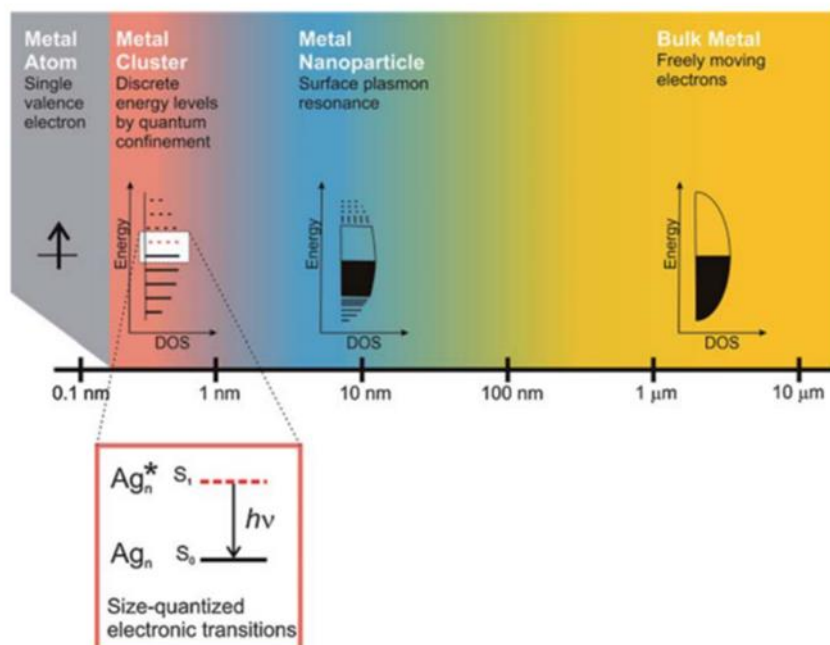 Metal
Atom
Single
valence
electron
Metal
Cluster
Discrete
energy levels
by quantum
confinement
Metal
Nanoparticle
Surface plasmon
resonance
Bulk Metal
Freely moving
electrons
Energy
DOS
Energy
DOS
Energy
DOS
0.1 nm
1 nm
10 nm
100 nm
1 μm
10 μm
Agₙ* S₁
hν
Agₙ S₀
Size-quantized
electronic transitions